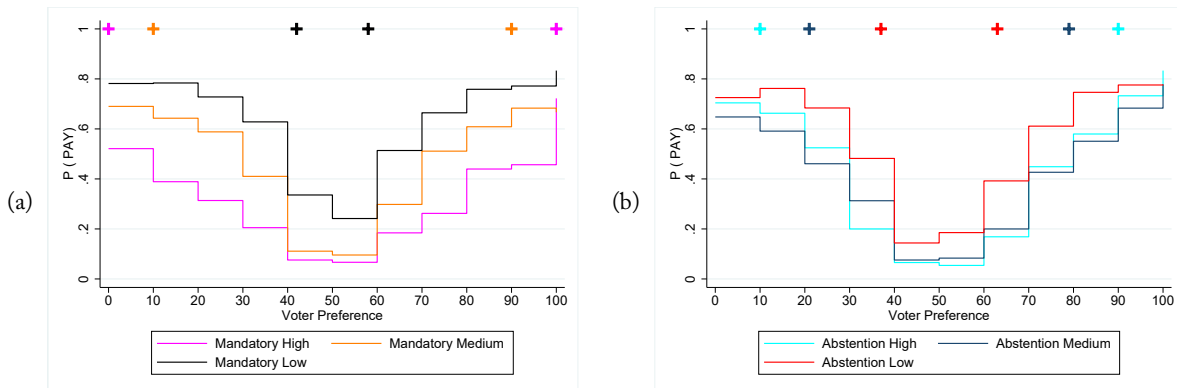 (a)
P ( PAY)
1
.8
.6
.4
.2
0
0 10 20 30 40 50 60 70 80 90 100
Voter Preference
Mandatory High Mandatory Medium
Mandatory Low
(b)
P ( PAY)
1
.8
.6
.4
.2
0
0 10 20 30 40 50 60 70 80 90 100
Voter Preference
Abstention High Abstention Medium
Abstention Low